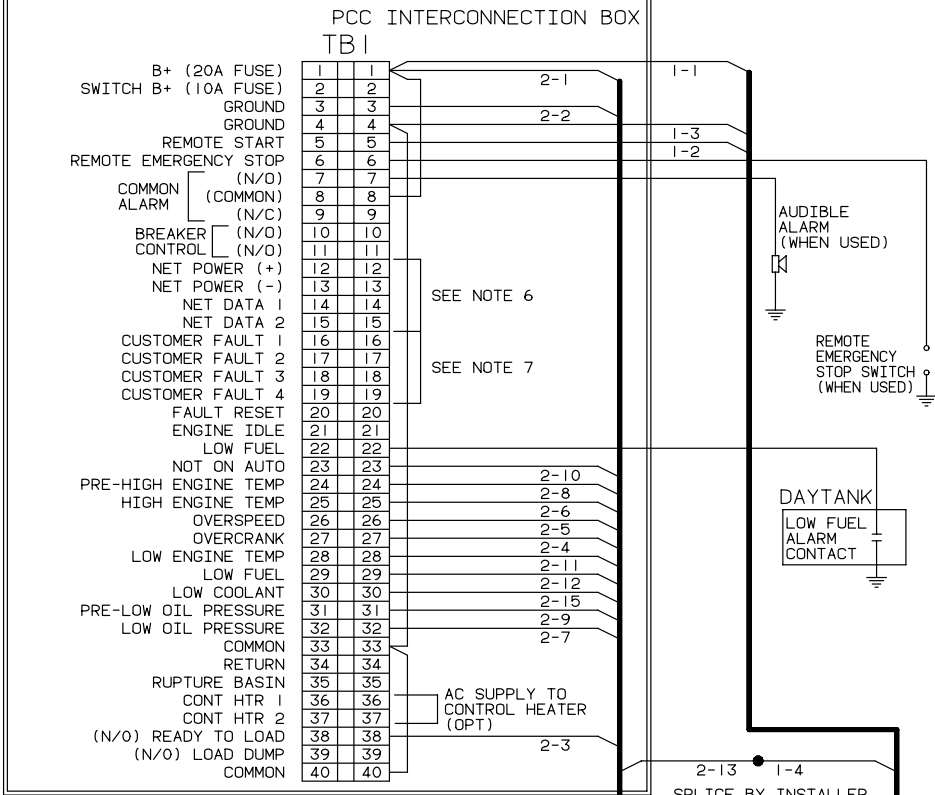 PCC INTERCONNECTION BOX
TB1
B+ (20A FUSE) 1 1
SWITCH B+ (10A FUSE) 2 2
GROUND 3 3
GROUND 4 4
REMOTE START 5 5
REMOTE EMERGENCY STOP 6 6
COMMON ALARM
(N/O) 7 7
(COMMON) 8 8
(N/C) 9 9
BREAKER CONTROL
(N/O) 10 10
(N/O) 11 11
NET POWER (+) 12 12
NET POWER (-) 13 13
NET DATA 1 14 14
NET DATA 2 15 15
CUSTOMER FAULT 1 16 16
CUSTOMER FAULT 2 17 17
CUSTOMER FAULT 3 18 18
CUSTOMER FAULT 4 19 19
FAULT RESET 20 20
ENGINE IDLE 21 21
LOW FUEL 22 22
NOT ON AUTO 23 23
PRE-HIGH ENGINE TEMP 24 24
HIGH ENGINE TEMP 25 25
OVERSPEED 26 26
OVERCRANK 27 27
LOW ENGINE TEMP 28 28
LOW FUEL 29 29
LOW COOLANT 30 30
PRE-LOW OIL PRESSURE 31 31
LOW OIL PRESSURE 32 32
COMMON 33 33
RETURN 34 34
RUPTURE BASIN 35 35
CONT HTR 1 36 36
CONT HTR 2 37 37
(N/O) READY TO LOAD 38 38
(N/O) LOAD DUMP 39 39
COMMON 40 40
2-1
2-2
SEE NOTE 6
SEE NOTE 7
2-10
2-8
2-6
2-5
2-4
2-11
2-12
2-15
2-9
2-7
AC SUPPLY TO
CONTROL HEATER
(OPT)
2-3
1-1
1-3
1-2
AUDIBLE
ALARM
(WHEN USED)
REMOTE
EMERGENCY
STOP SWITCH
(WHEN USED)
DAYTANK
LOW FUEL
ALARM
CONTACT
2-13 1-4
SPLICE BY INSTALLER